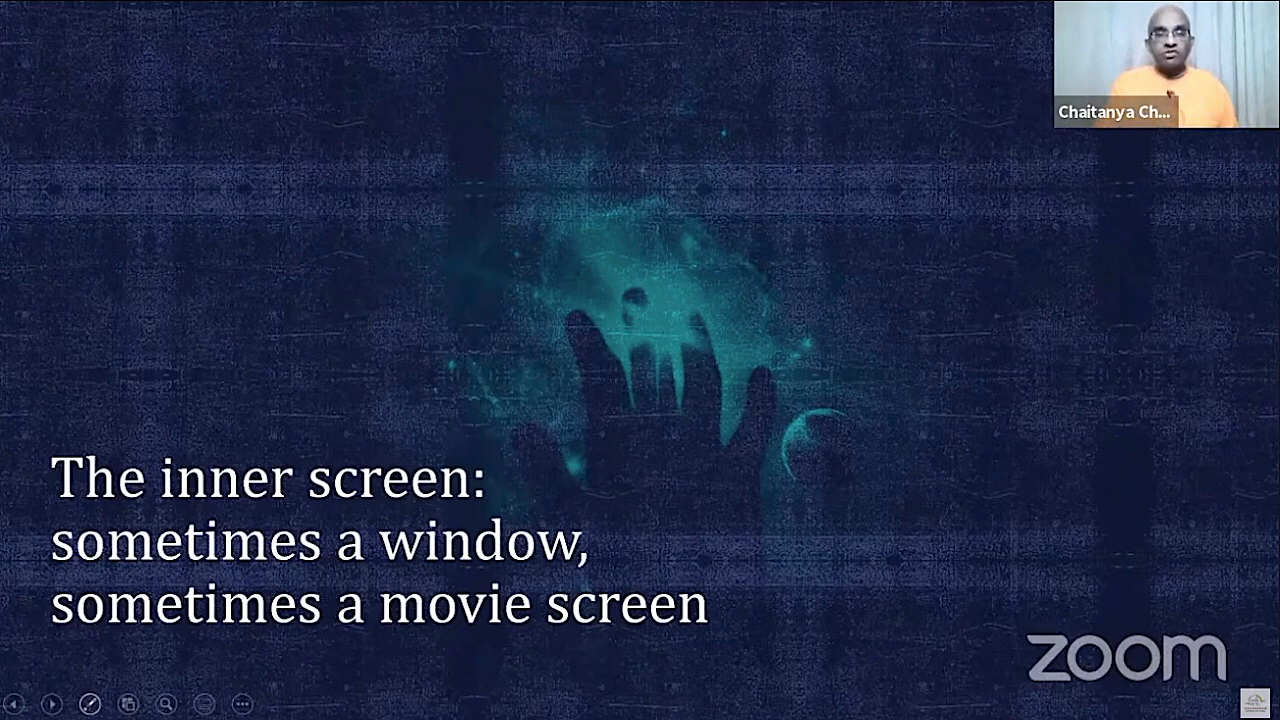 Chaitanya Ch...
The inner screen:
sometimes a window,
sometimes a movie screen
zoom